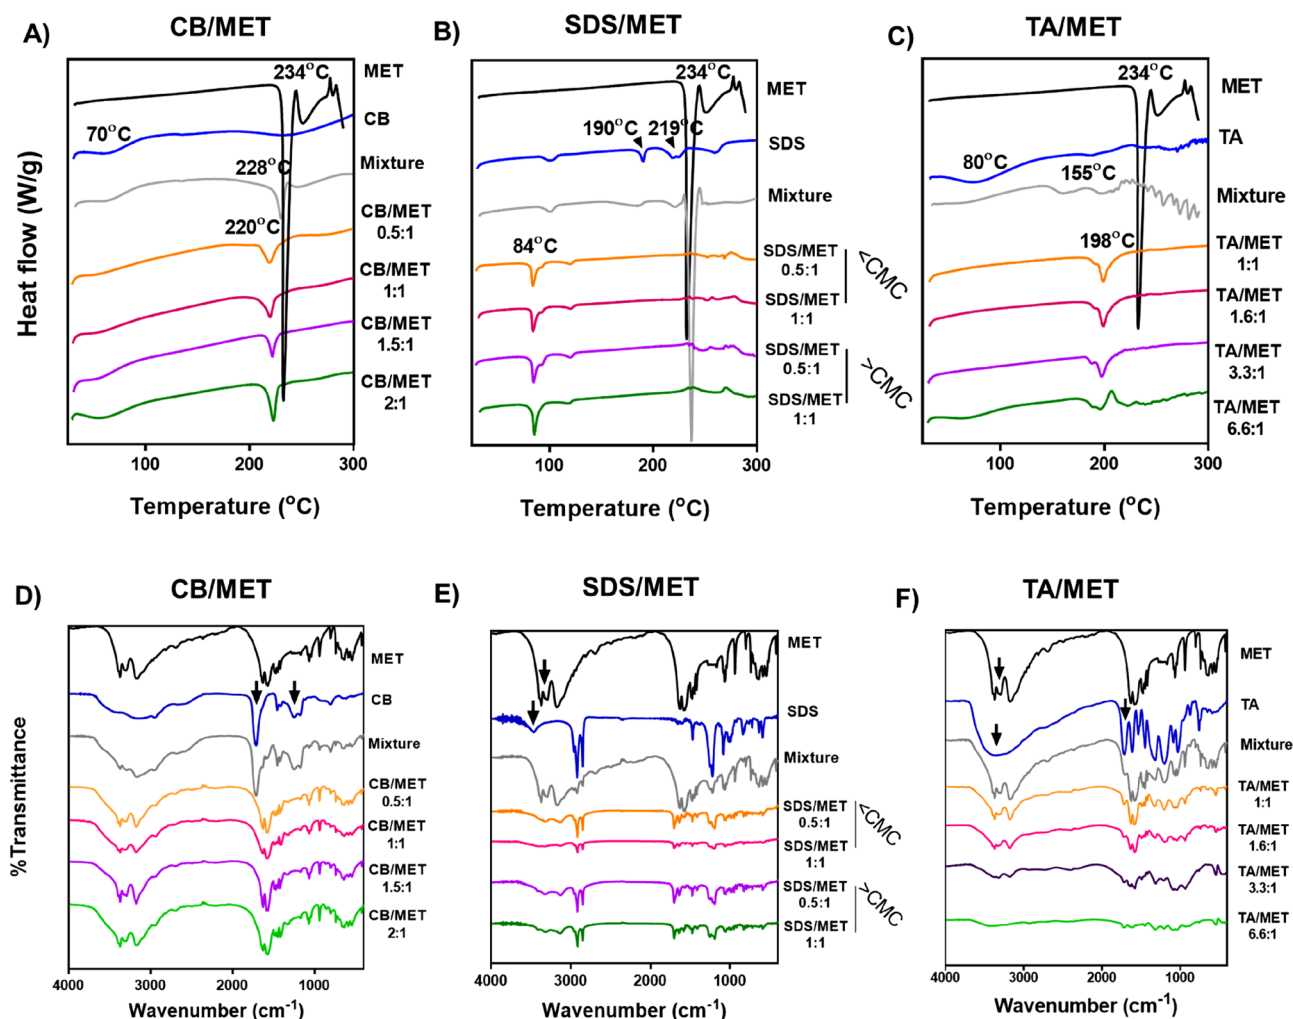 A)
CB/MET
Heat flow (W/g)
234°C
MET
70°C
CB
Mixture
228°C
CB/MET
0.5:1
220°C
CB/MET
1:1
CB/MET
1.5:1
CB/MET
2:1
100
200
300
Temperature (°C)
B)
SDS/MET
234°C
MET
190°C
219°C
SDS
Mixture
84°C
SDS/MET
0.5:1
<CMC
SDS/MET
1:1
SDS/MET
0.5:1
>CMC
SDS/MET
1:1
100
200
300
Temperature (°C)
C)
TA/MET
234°C
MET
TA
80°C
155°C
Mixture
198°C
TA/MET
1:1
TA/MET
1.6:1
TA/MET
3.3:1
TA/MET
6.6:1
100
200
300
Temperature (°C)
D)
CB/MET
%Transmittance
MET
CB
Mixture
CB/MET
0.5:1
CB/MET
1:1
CB/MET
1.5:1
CB/MET
2:1
4000
3000
2000
1000
Wavenumber (cm⁻¹)
E)
SDS/MET
MET
SDS
Mixture
SDS/MET
0.5:1
<CMC
SDS/MET
1:1
SDS/MET
0.5:1
>CMC
SDS/MET
1:1
4000
3000
2000
1000
Wavenumber (cm⁻¹)
F)
TA/MET
MET
TA
Mixture
TA/MET
1:1
TA/MET
1.6:1
TA/MET
3.3:1
TA/MET
6.6:1
4000
3000
2000
1000
Wavenumber (cm⁻¹)